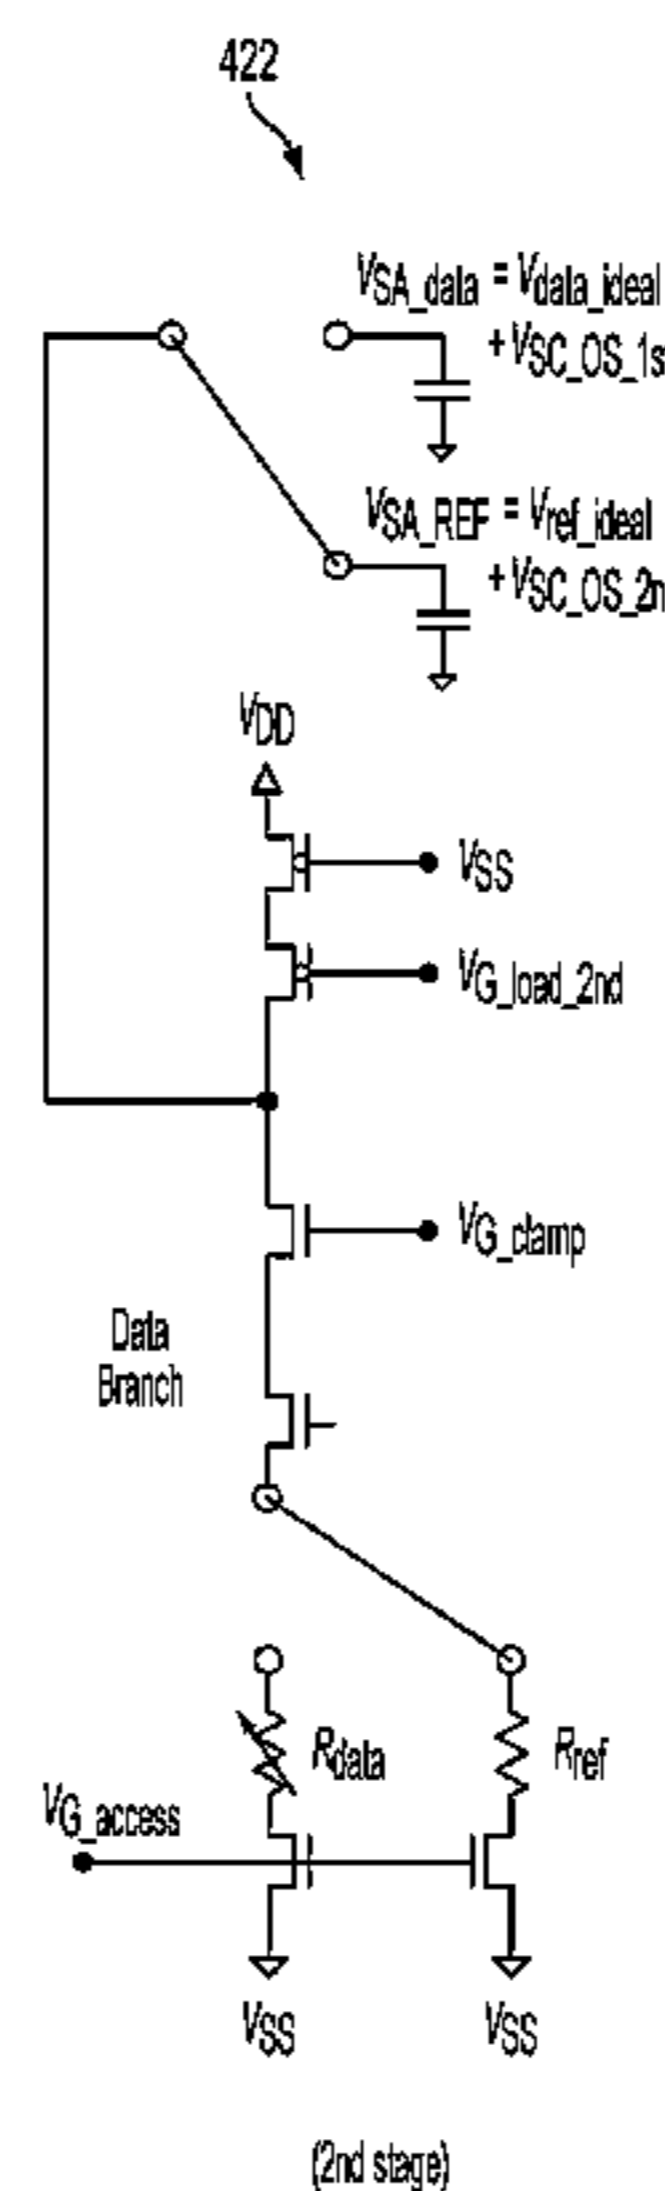 422
VSA_data = Vdata_ideal
+ VSC_OS_1s
VSA_REF = Vref_ideal
+ VSC_OS_2n
VDD
VSS
VG_load_2nd
VG_clamp
Data
Branch
Rdata
Rref
VG_access
VSS
VSS
(2nd stage)